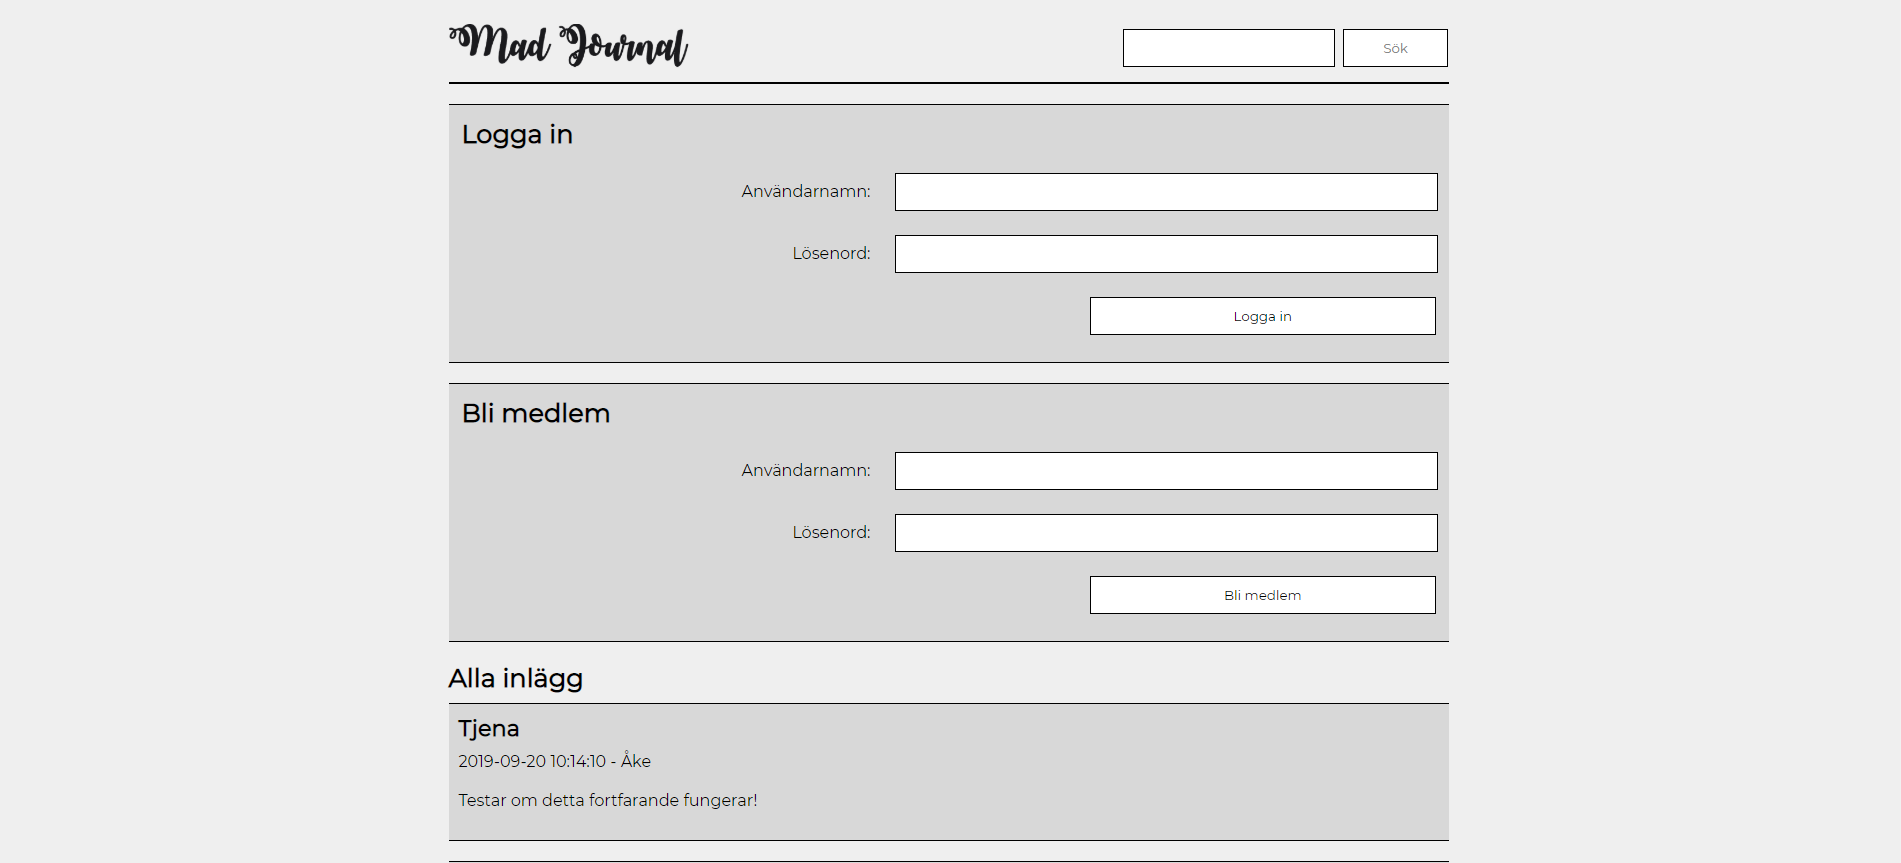 Mad Journal
Sök
Logga in
Användarnamn:
Lösenord:
Logga in
Bli medlem
Användarnamn:
Lösenord:
Bli medlem
Alla inlägg
Tjena
2019-09-20 10:14:10 - Åke
Testar om detta fortfarande fungerar!